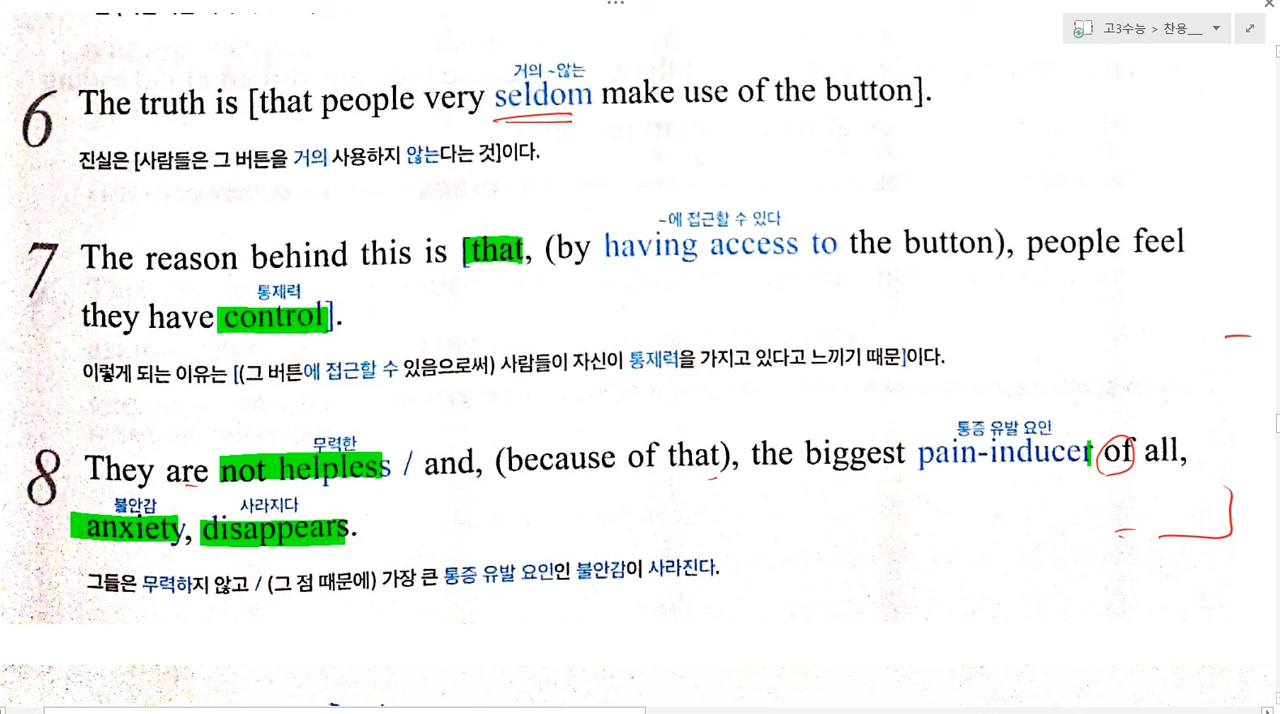 고3수능 > 찬용__
거의 ~않는
6 The truth is [that people very seldom make use of the button].
진실은 [사람들은 그 버튼을 거의 사용하지 않는다는 것]이다.
~에 접근할 수 있다
7 The reason behind this is [that, (by having access to the button), people feel
통제력
they have control].
이렇게 되는 이유는 [(그 버튼에 접근할 수 있음으로써) 사람들이 자신이 통제력을 가지고 있다고 느끼기 때문]이다.
무력한 통증 유발 요인
8 They are not helpless / and, (because of that), the biggest pain-inducer of all,
불안감 사라지다
anxiety, disappears.
그들은 무력하지 않고 / (그 점 때문에) 가장 큰 통증 유발 요인인 불안감이 사라진다.